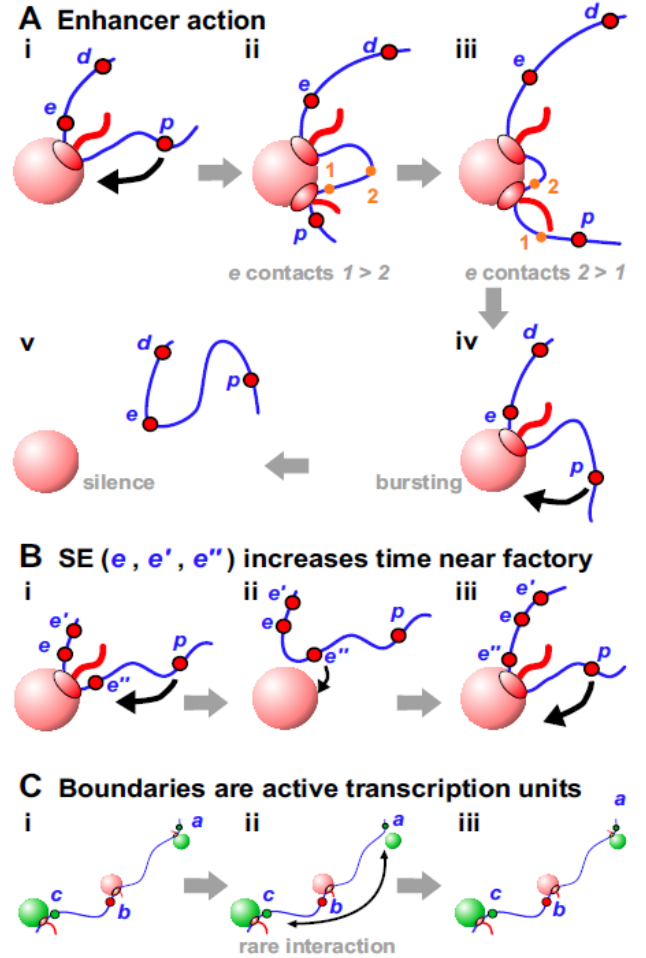 A Enhancer action
i ii iii
d d d
e p e e
1 2 2
p 1 p
e contacts 1 > 2 e contacts 2 > 1
v iv
d p d
e e
silence bursting p
B SE (e , e′ , e″) increases time near factory
i ii iii
e′ e e″ p e′ e e″ p e′ e e″ p
C Boundaries are active transcription units
i ii iii
a a a
c b c b c b
rare interaction